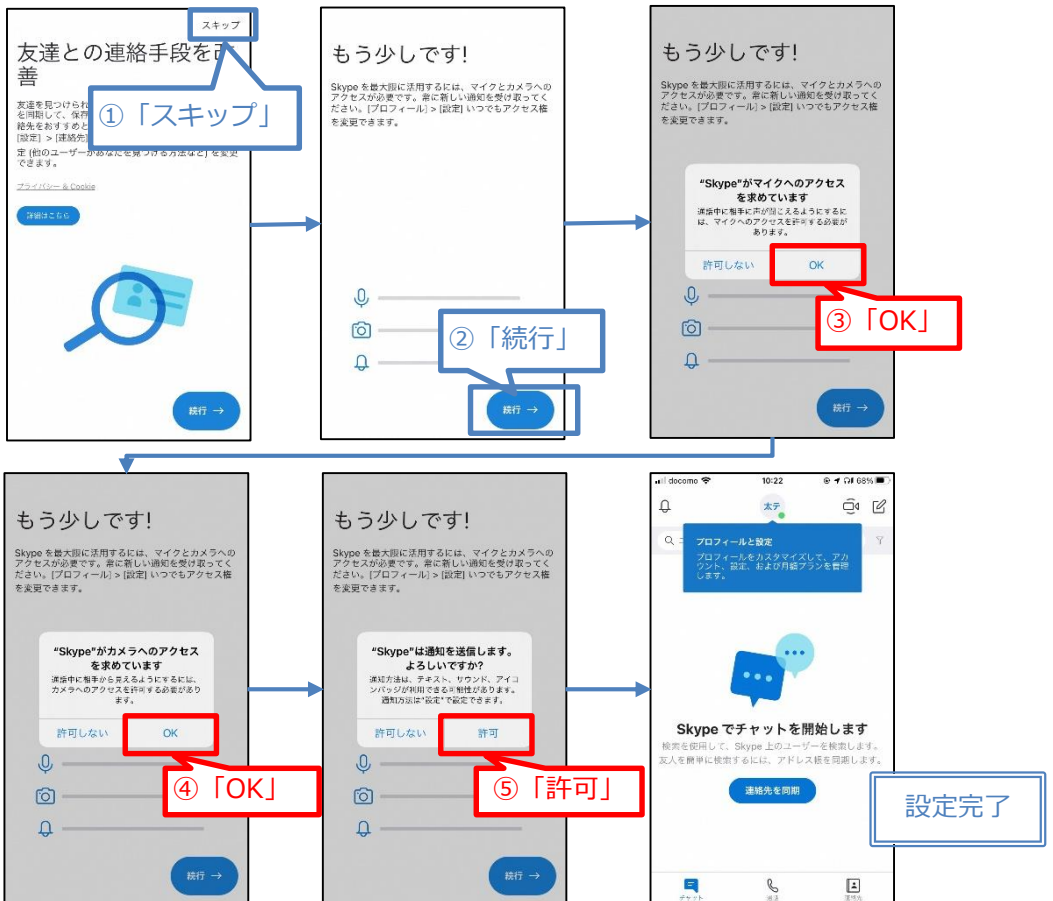 スキップ
友達との連絡手段を改
善
友達を見つけられ
を同期して、保存
絡先をおすすめと
[設定] > [連絡先]
定 (他のユーザーがあなたを見つける方法など) を変更
できます。
プライバシー & Cookie
詳細はこちら
続行 →
①「スキップ」
もう少しです!
Skype を最大限に活用するには、マイクとカメラへの
アクセスが必要です。常に新しい通知を受け取ってく
ださい。[プロフィール] > [設定] いつでもアクセス権
を変更できます。
②「続行」
続行 →
もう少しです!
Skype を最大限に活用するには、マイクとカメラへの
アクセスが必要です。常に新しい通知を受け取ってく
ださい。[プロフィール] > [設定] いつでもアクセス権
を変更できます。
“Skype”がマイクへのアクセス
を求めています
通話中に相手に声が聞こえるようにするに
は、マイクへのアクセスを許可する必要が
あります。
許可しない OK
③「OK」
続行 →
もう少しです!
Skype を最大限に活用するには、マイクとカメラへの
アクセスが必要です。常に新しい通知を受け取ってく
ださい。[プロフィール] > [設定] いつでもアクセス権
を変更できます。
“Skype”がカメラへのアクセス
を求めています
通話中に相手から見えるようにするには、
カメラへのアクセスを許可する必要があり
ます。
許可しない OK
④「OK」
続行 →
もう少しです!
Skype を最大限に活用するには、マイクとカメラへの
アクセスが必要です。常に新しい通知を受け取ってく
ださい。[プロフィール] > [設定] いつでもアクセス権
を変更できます。
“Skype”は通知を送信します。
よろしいですか?
通知方法は、テキスト、サウンド、アイコ
ンバッジが利用できる可能性があります。
通知方法は"設定"で設定できます。
許可しない 許可
⑤「許可」
続行 →
docomo 10:22 68%
太テ
プロフィールと設定
プロフィールをカスタマイズして、アカ
ウント、設定、および月額プランを管理
します。
Skype でチャットを開始します
検索を使用して、Skype 上のユーザーを検索します。
友人を簡単に検索するには、アドレス帳を同期します。
連絡先を同期
チャット 通話 連絡先
設定完了